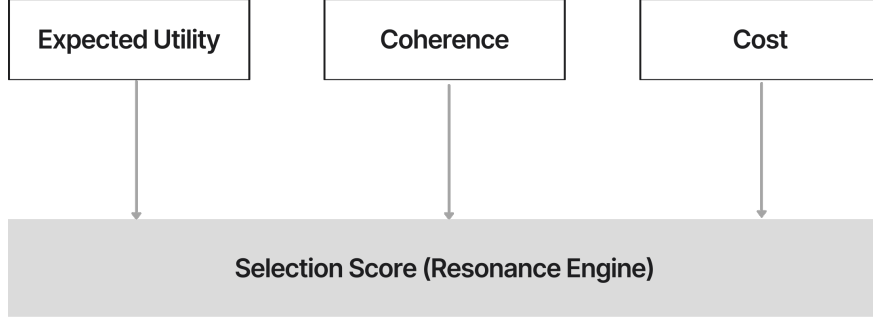 Expected Utility
Coherence
Cost
Selection Score (Resonance Engine)